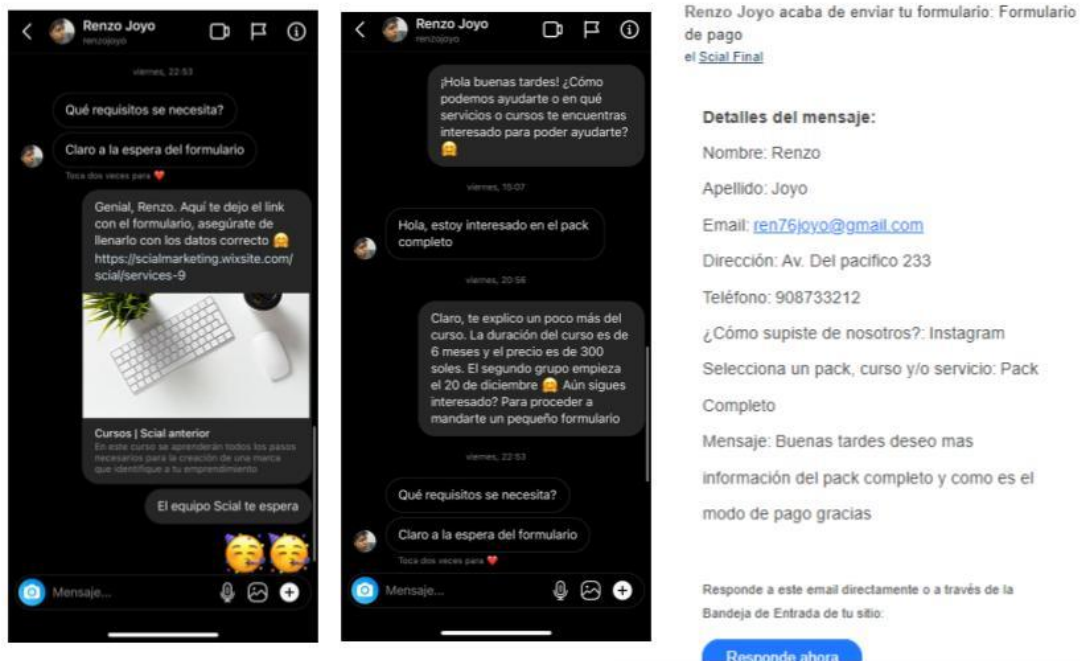 Renzo Joyo
renzojoyo
viernes, 22:53
Qué requisitos se necesita?
Claro a la espera del formulario
Toca dos veces para ❤️
Genial, Renzo. Aquí te dejo el link
con el formulario, asegúrate de
llenarlo con los datos correcto 🤗
https://scialmarketing.wixsite.com/
scial/services-9
Cursos | Scial anterior
En este curso se aprenderán todos los pasos
necesarios para la creación de una marca
que identifique a tu emprendimiento
El equipo Scial te espera
🥳🥳
Mensaje...
Renzo Joyo
renzojoyo
¡Hola buenas tardes! ¿Cómo
podemos ayudarte o en qué
servicios o cursos te encuentras
interesado para poder ayudarte?
🤗
viernes, 15:07
Hola, estoy interesado en el pack
completo
viernes, 20:56
Claro, te explico un poco más del
curso. La duración del curso es de
6 meses y el precio es de 300
soles. El segundo grupo empieza
el 20 de diciembre 🤗 Aún sigues
interesado? Para proceder a
mandarte un pequeño formulario
viernes, 22:53
Qué requisitos se necesita?
Claro a la espera del formulario
Toca dos veces para ❤️
Mensaje...
Renzo Joyo acaba de enviar tu formulario: Formulario
de pago
el Scial Final
Detalles del mensaje:
Nombre: Renzo
Apellido: Joyo
Email: ren76joyo@gmail.com
Dirección: Av. Del pacifico 233
Teléfono: 908733212
¿Cómo supiste de nosotros?: Instagram
Selecciona un pack, curso y/o servicio: Pack
Completo
Mensaje: Buenas tardes deseo mas
información del pack completo y como es el
modo de pago gracias
Responde a este email directamente o a través de la
Bandeja de Entrada de tu sitio:
Responde ahora